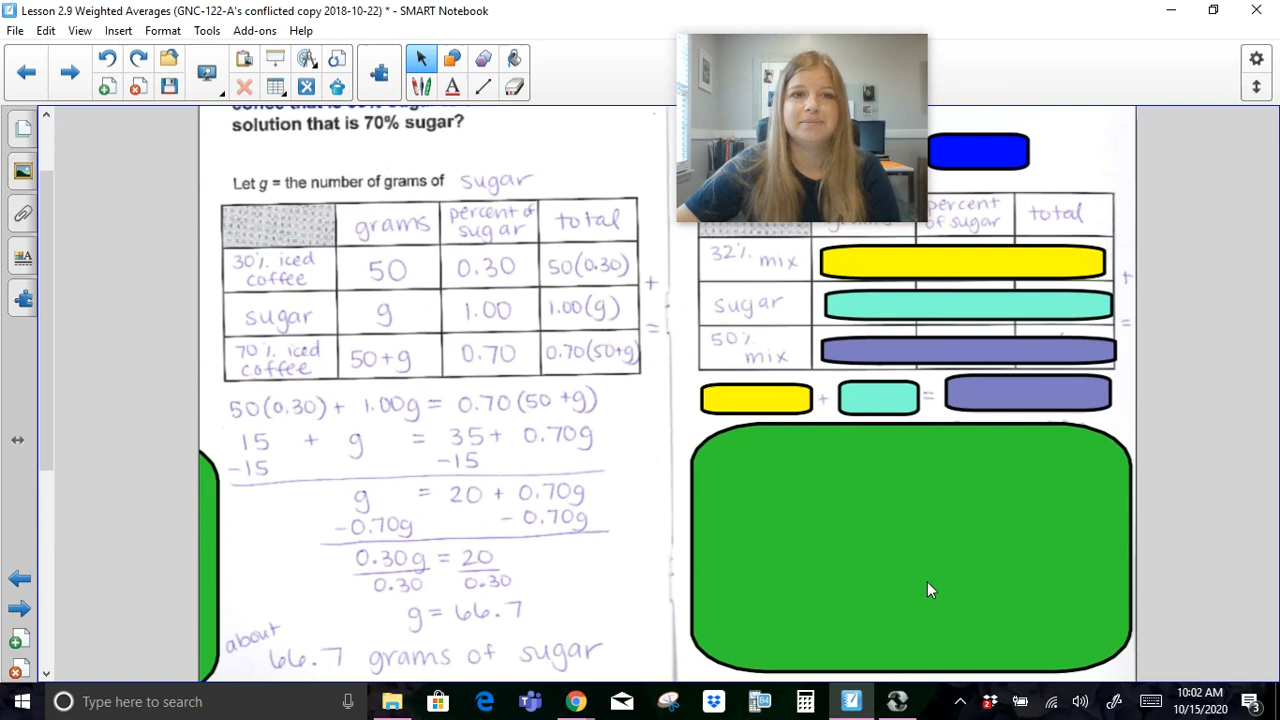 Lesson 2.9 Weighted Averages (GNC-122-A's conflicted copy 2018-10-22) * - SMART Notebook
File Edit View Insert Format Tools Add-ons Help
solution that is 70% sugar?
Let g = the number of grams of sugar
grams percent of sugar total
30% iced coffee 50 0.30 50(0.30) +
sugar g 1.00 1.00(g) =
70% iced coffee 50+g 0.70 0.70(50+g)
50(0.30) + 1.00g = 0.70(50+g)
15 + g = 35 + 0.70g
-15 -15
g = 20 + 0.70g
-0.70g - 0.70g
0.30g = 20
0.30 0.30
g = 66.7
about
66.7 grams of sugar
percent of sugar total
32% mix +
sugar =
50% mix
+ =
Type here to search
10:02 AM
10/15/2020
3